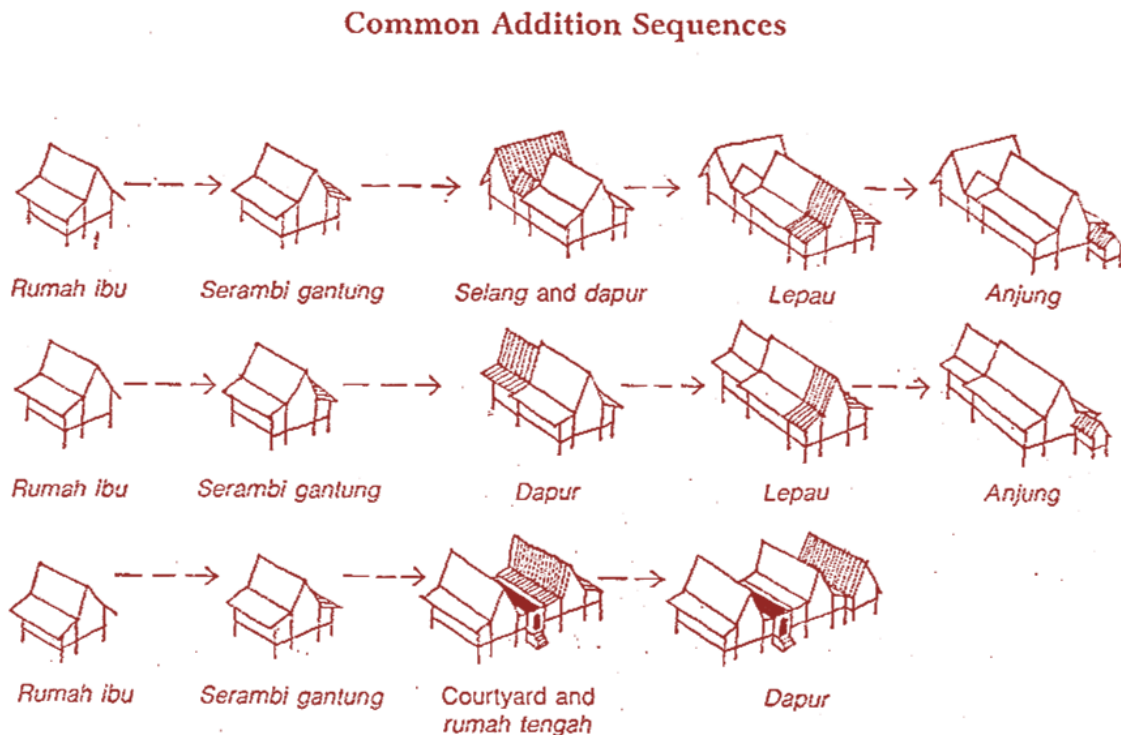 Common Addition Sequences
Rumah ibu
Serambi gantung
Selang and dapur
Lepau
Anjung
Rumah ibu
Serambi gantung
Dapur
Lepau
Anjung
Rumah ibu
Serambi gantung
Courtyard and
rumah tengah
Dapur